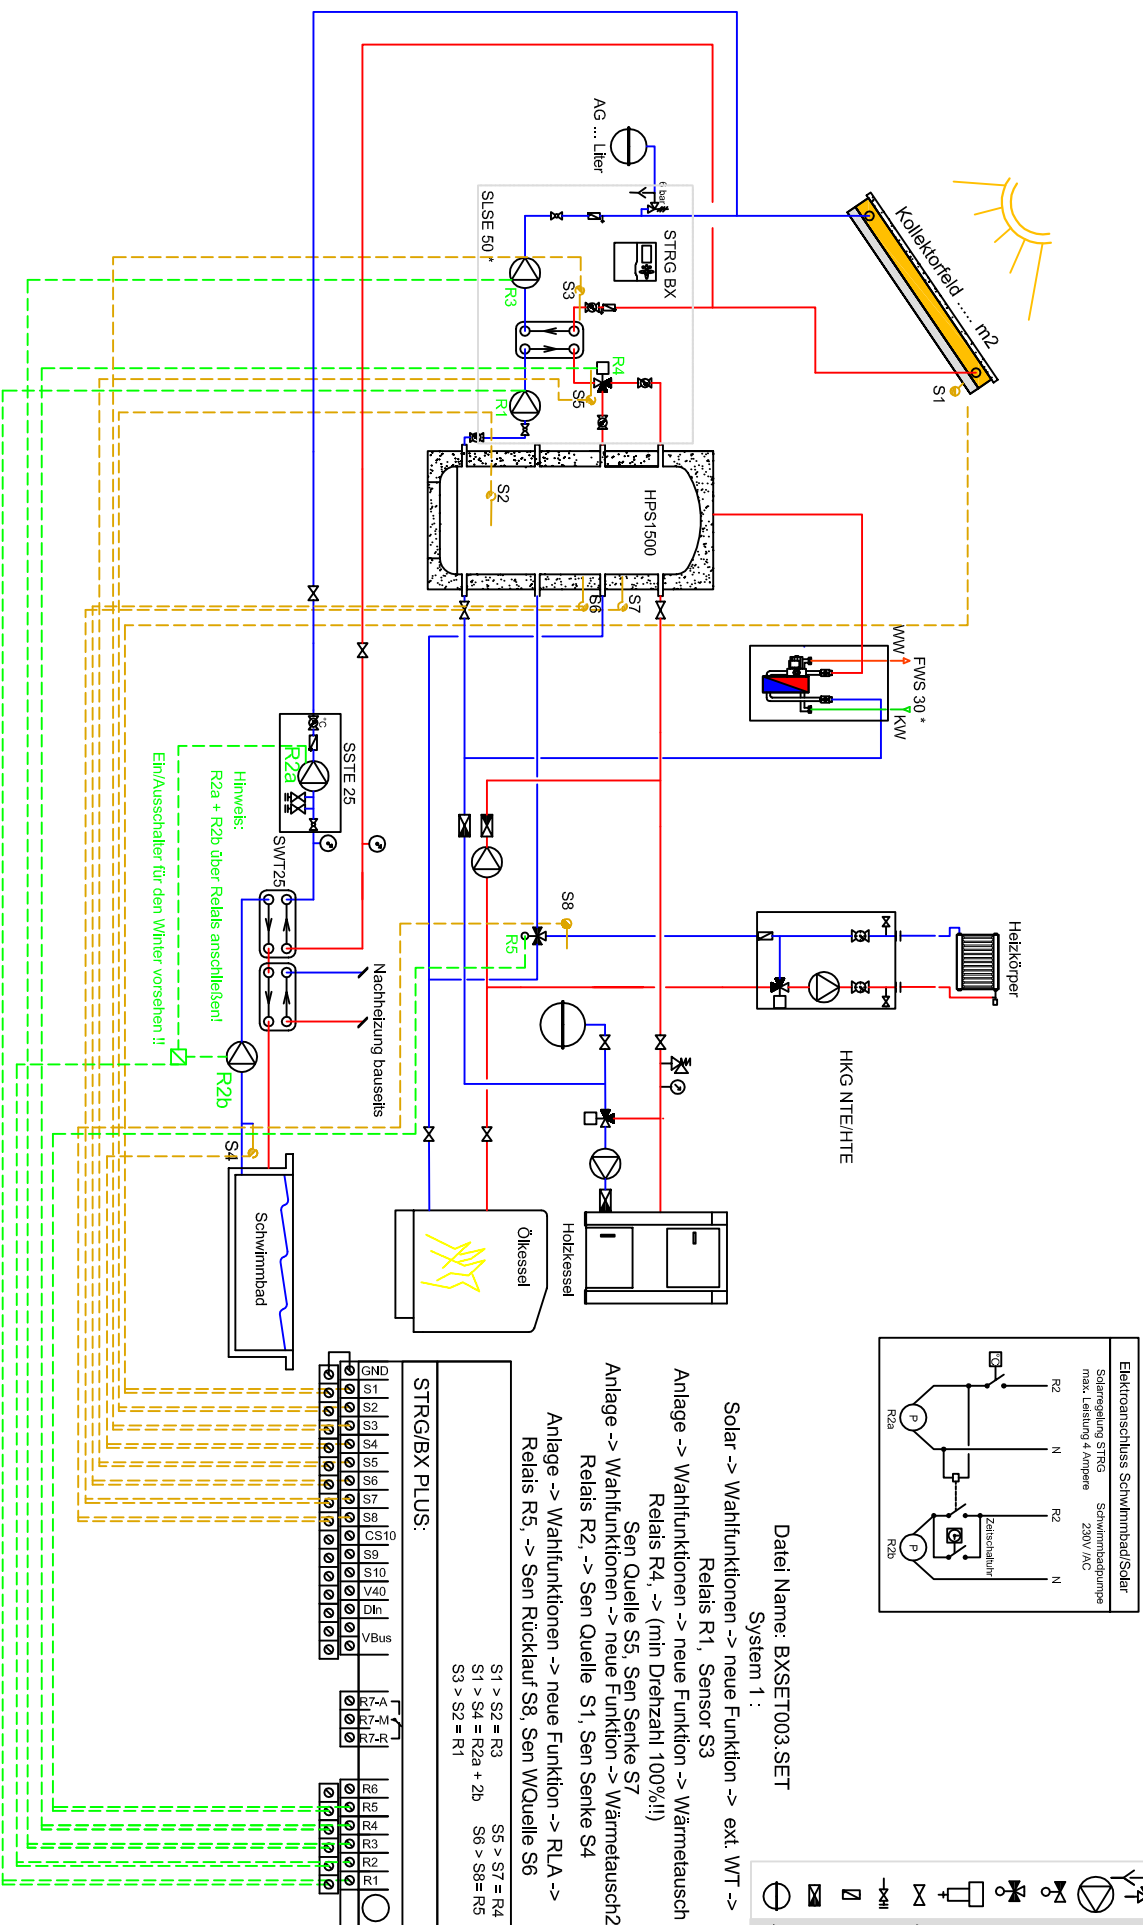 Kollektorfeld ..... m2
S1
AG ... Liter
6 bar
STRG BX
SLSE 50 *
S3
R3
R4
S5
R1
S2
HPS1500
S7
S6
WW
FWS 30 *
KW
SSTE 25
°C
R2a
Hinweis:
R2a + R2b über Relais anschließen!
Ein/Ausschalter für den Winter vorsehen !!
SWT25
Nachheizung bauseits
R2b
S4
Schwimmbad
S8
R5
Heizkörper
HKG NTE/HTE
Holzkessel
Ölkessel
Elektroanschluss Schwimmbad/Solar
Solarregelung STRG
max. Leistung 4 Ampere
Schwimmbadpumpe
230V /AC
R2
N
R2
N
°C
Zeitschaltuhr
P
P
R2a
R2b
Datei Name: BXSET003.SET
System 1 :
Solar -> Wahlfunktionen -> neue Funktion -> ext. WT ->
Relais R1, Sensor S3
Anlage -> Wahlfunktionen -> neue Funktion -> Wärmetausch
Relais R4, -> (min Drehzahl 100%!!)
Sen Quelle S5, Sen Senke S7
Anlage -> Wahlfunktionen -> neue Funktion -> Wärmetausch2
Relais R2, -> Sen Quelle S1, Sen Senke S4
Anlage -> Wahlfunktionen -> neue Funktion -> RLA ->
Relais R5, -> Sen Rücklauf S8, Sen WQuelle S6
S1 > S2 = R3
S5 > S7 = R4
S1 > S4 = R2a + 2b
S6 > S8= R5
S3 > S2 = R1
STRG/BX PLUS:
GND
S1
S2
S3
S4
S5
S6
S7
S8
CS10
S9
S10
V40
DIn
VBus
R7-A
R7-M
R7-R
R6
R5
R4
R3
R2
R1